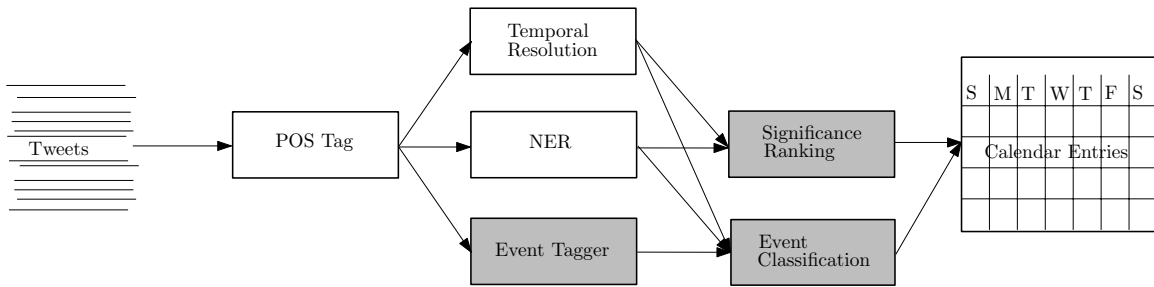 Tweets
POS Tag
Temporal
Resolution
NER
Event Tagger
Significance
Ranking
Event
Classification
S M T W T F S
Calendar Entries